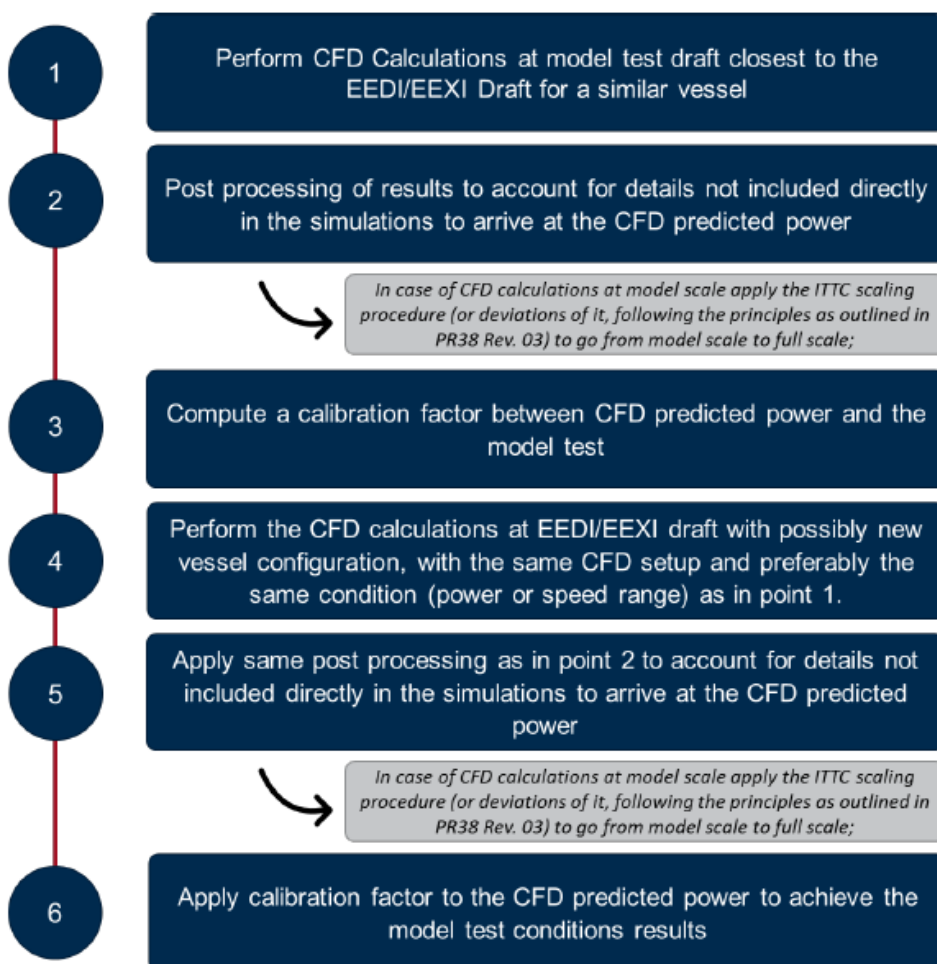 1
Perform CFD Calculations at model test draft closest to the
EEDI/EEXI Draft for a similar vessel
2
Post processing of results to account for details not included directly
in the simulations to arrive at the CFD predicted power
In case of CFD calculations at model scale apply the ITTC scaling
procedure (or deviations of it, following the principles as outlined in
PR38 Rev. 03) to go from model scale to full scale;
3
Compute a calibration factor between CFD predicted power and the
model test
4
Perform the CFD calculations at EEDI/EEXI draft with possibly new
vessel configuration, with the same CFD setup and preferably the
same condition (power or speed range) as in point 1.
5
Apply same post processing as in point 2 to account for details not
included directly in the simulations to arrive at the CFD predicted
power
In case of CFD calculations at model scale apply the ITTC scaling
procedure (or deviations of it, following the principles as outlined in
PR38 Rev. 03) to go from model scale to full scale;
6
Apply calibration factor to the CFD predicted power to achieve the
model test conditions results